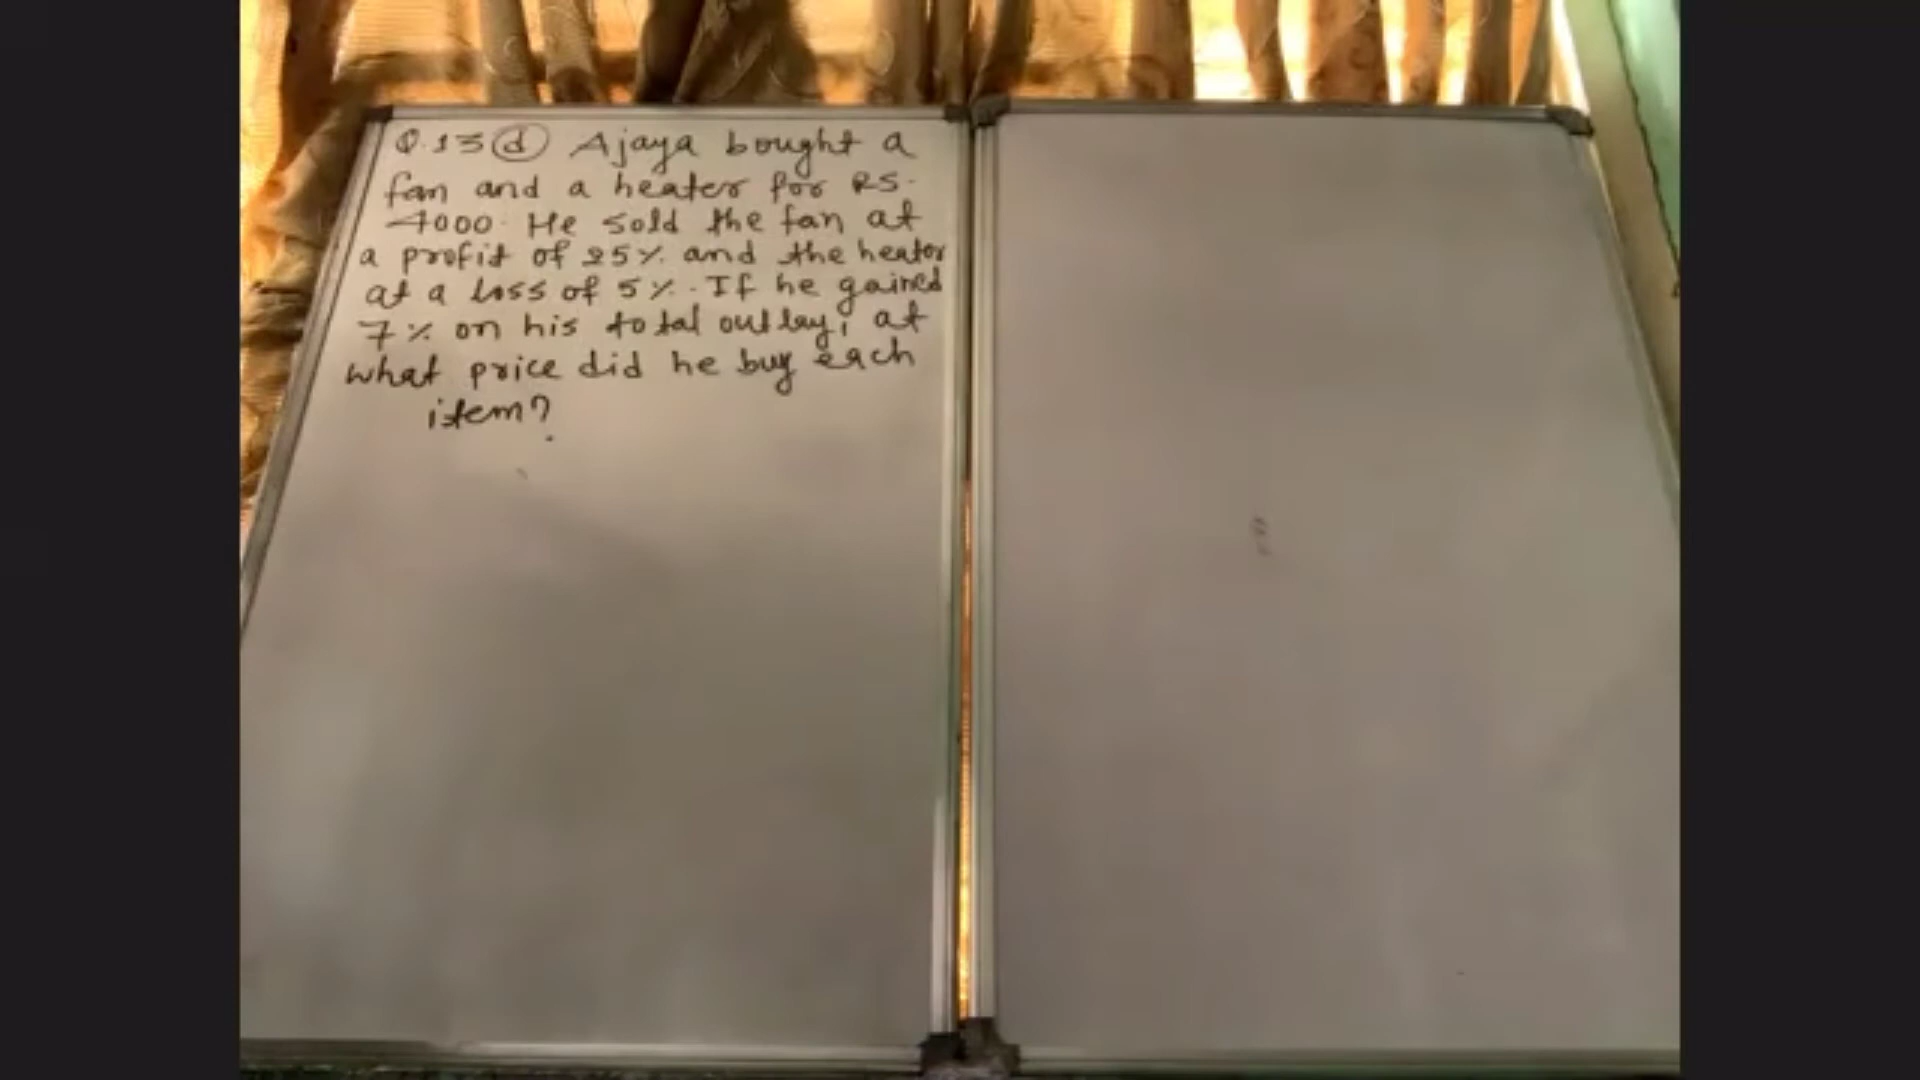 Q.13 (d) Ajaya bought a
fan and a heater for RS.
4000. He sold the fan at
a profit of 25% and the heater
at a loss of 5%. If he gained
7% on his total outlay, at
what price did he buy each
item?